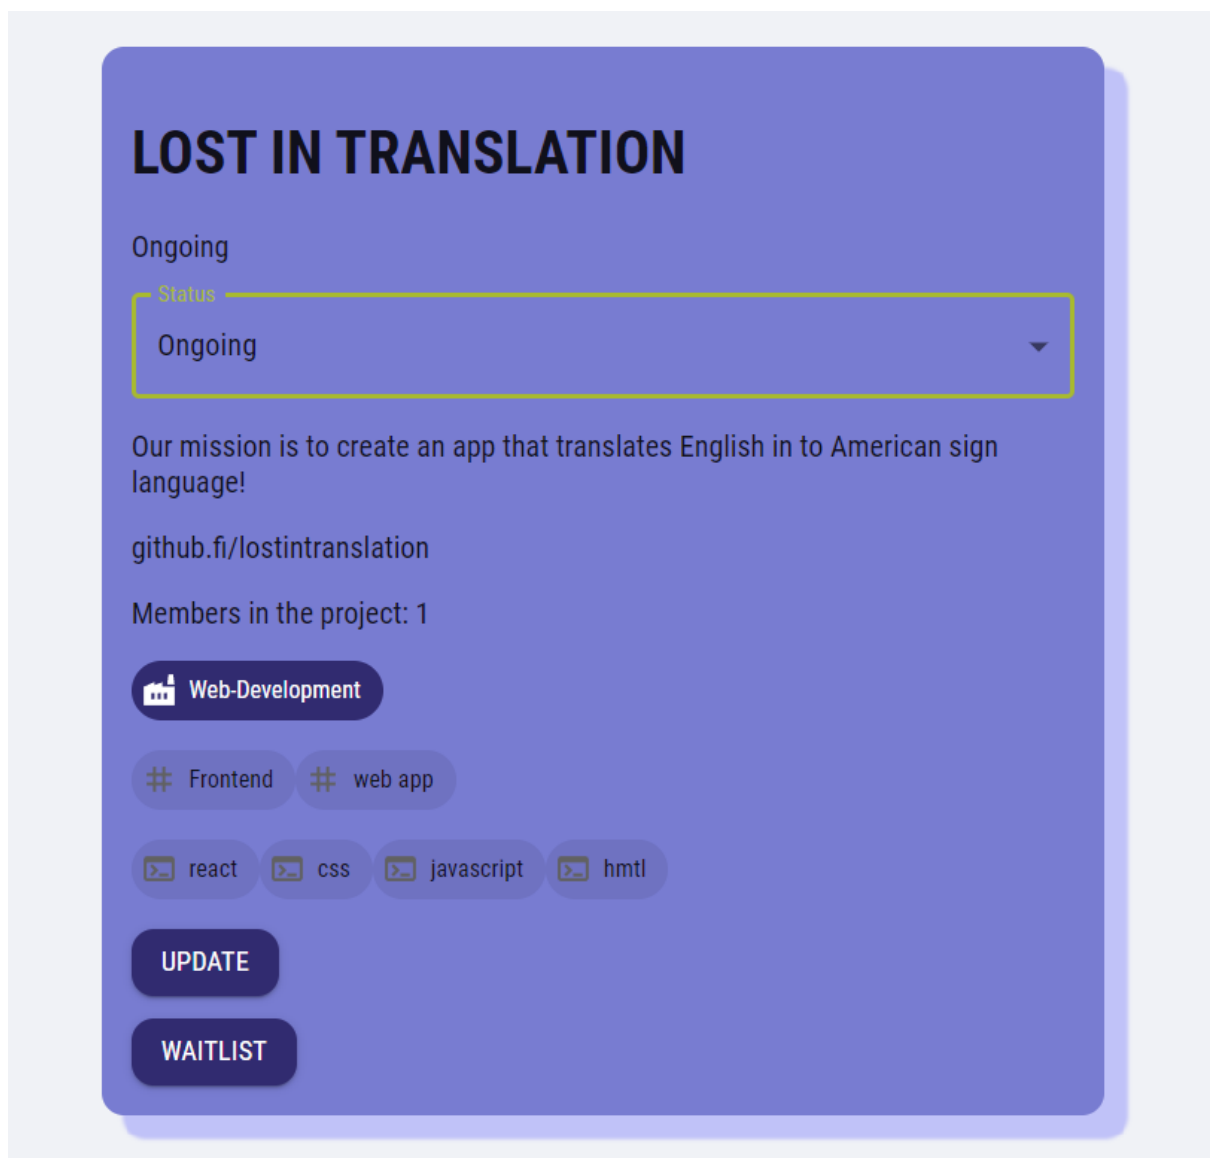 LOST IN TRANSLATION
Ongoing
Status
Ongoing
Our mission is to create an app that translates English in to American sign
language!
github.fi/lostintranslation
Members in the project: 1
Web-Development
Frontend web app
react css javascript hmtl
UPDATE
WAITLIST